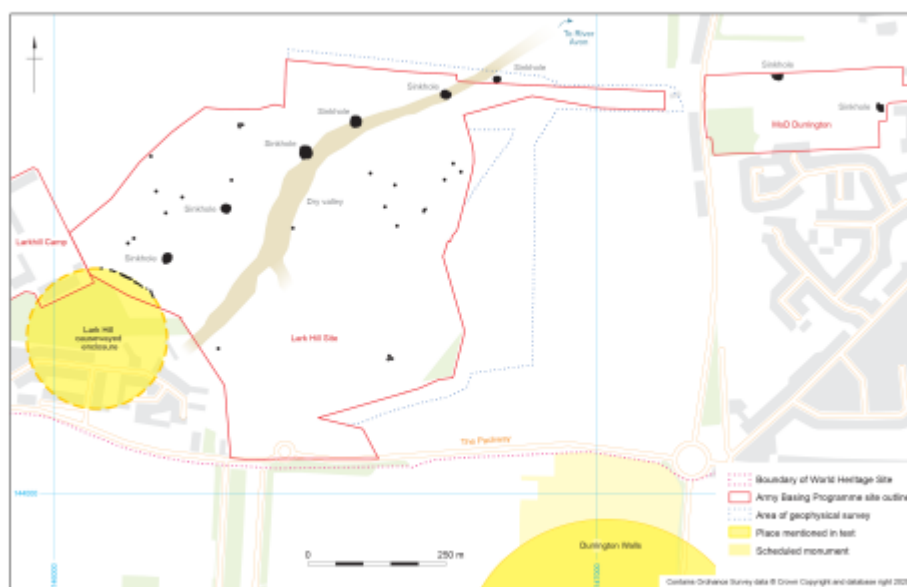 To River
Avon
Sinkhole
Sinkhole
Sinkhole
Sinkhole
Sinkhole
MoD Durrington
Sinkhole
Sinkhole
Dry valley
Sinkhole
Larkhill Camp
Sinkhole
Lark Hill
causewayed
enclosure
Lark Hill Site
The Packway
144000
Boundary of World Heritage Site
Army Basing Programme site outline
Area of geophysical survey
Place mentioned in text
Scheduled monument
0
250 m
Durrington Walls
Contains Ordnance Survey data © Crown Copyright and database right